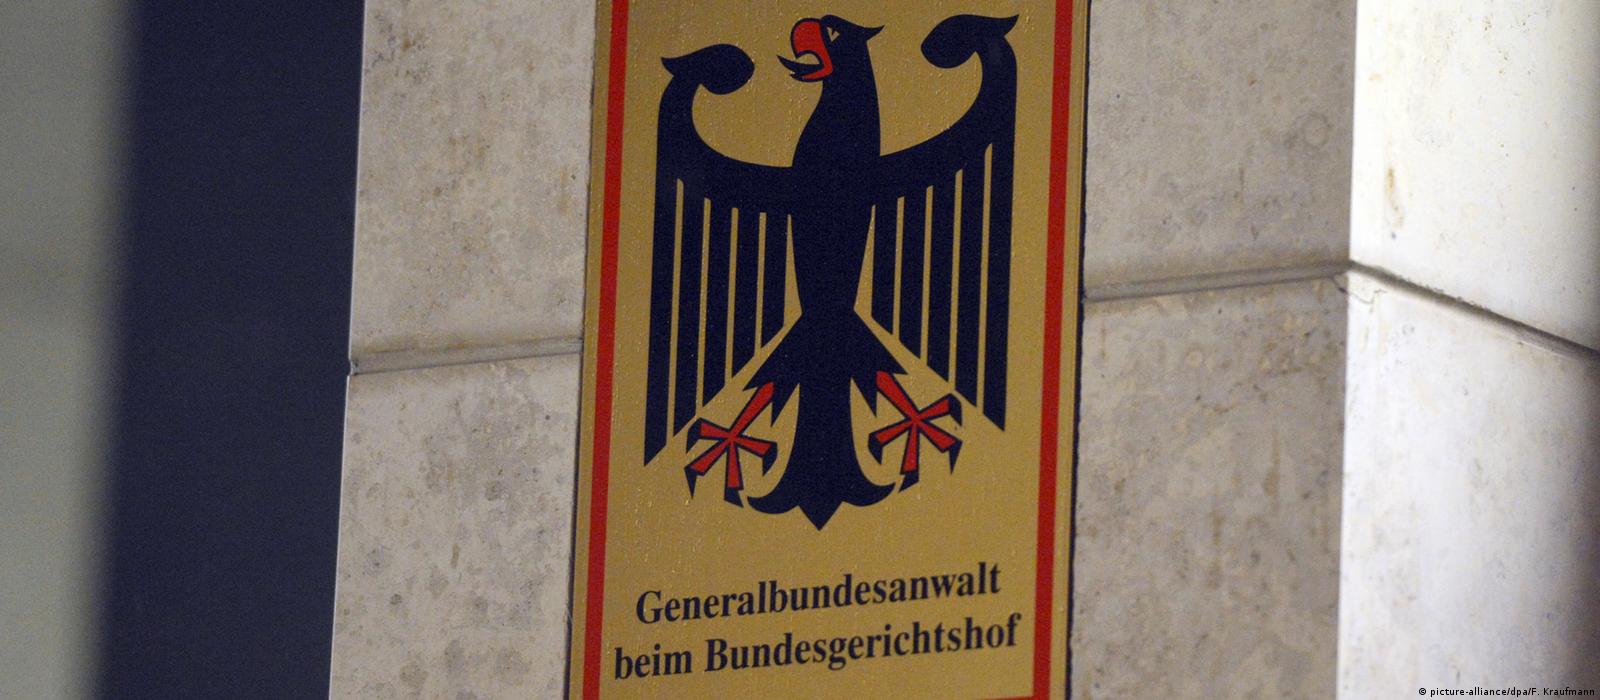 Generalbundesanwalt
beim Bundesgerichtshof
© picture-alliance/dpa/F. Kraufmann